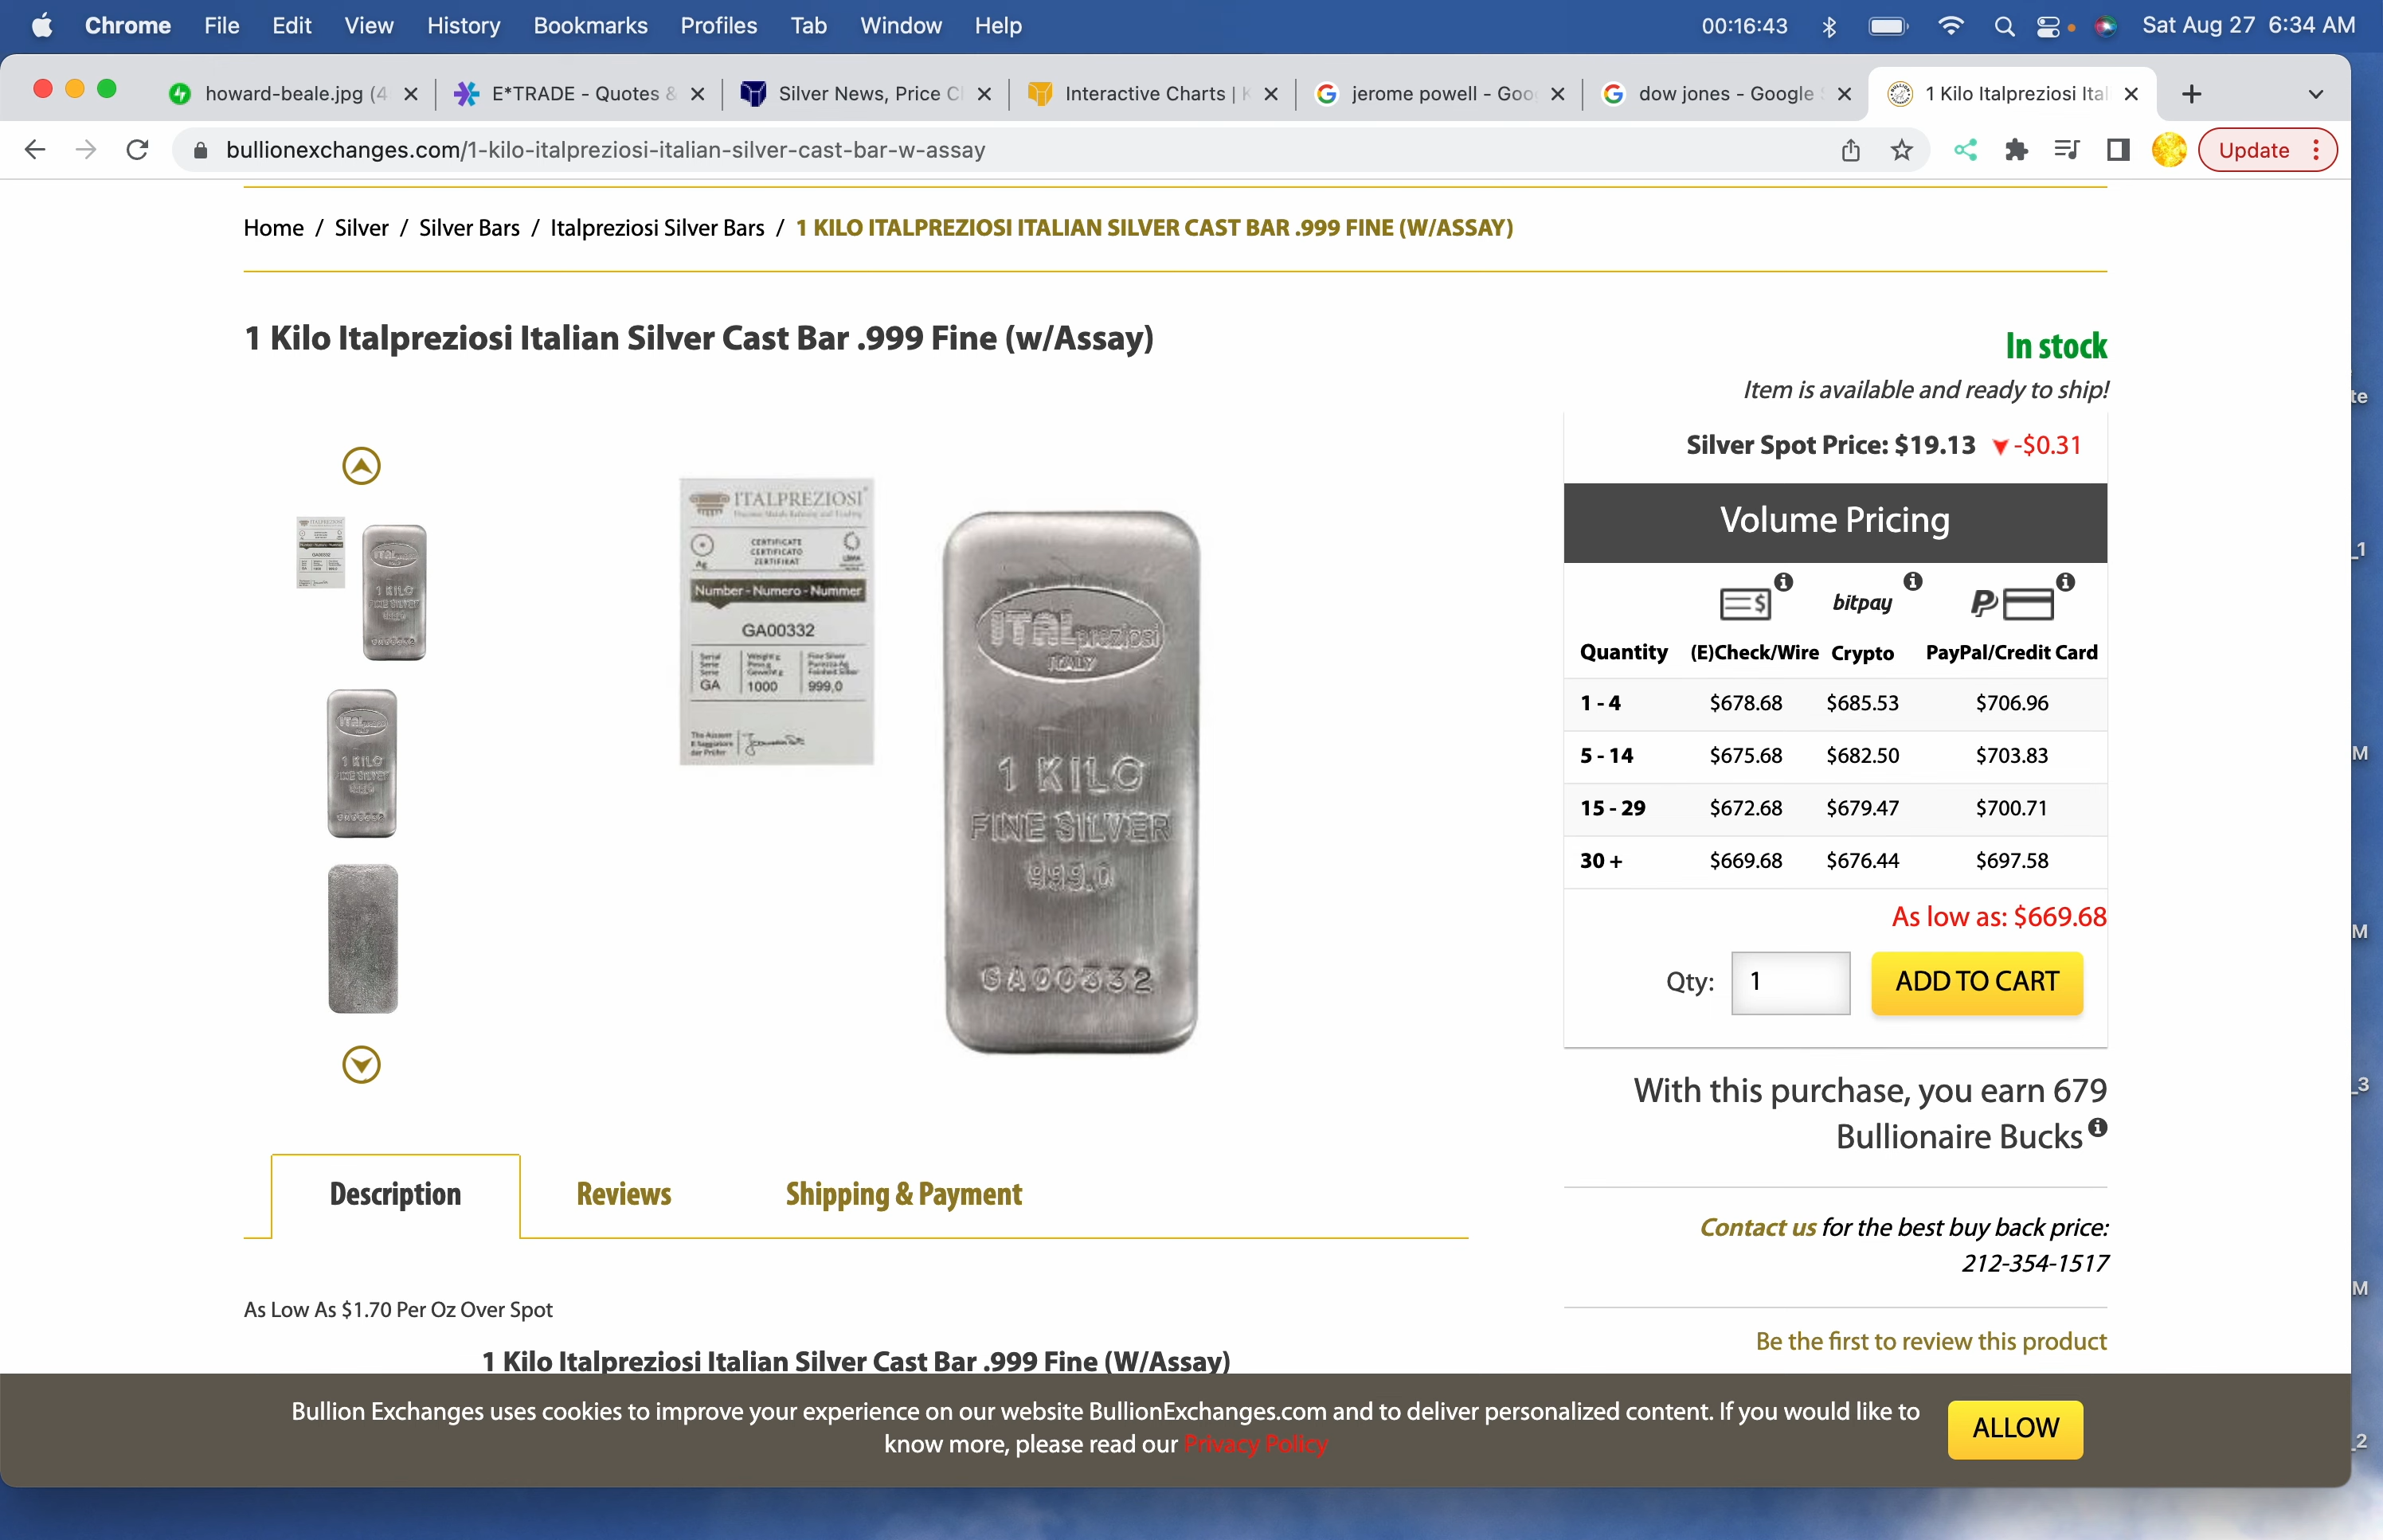 Chrome File Edit View History Bookmarks Profiles Tab Window Help 00:16:43 Sat Aug 27 6:34 AM
howard-beale.jpg (4 E*TRADE - Quotes & Silver News, Price C Interactive Charts | K jerome powell - Goo dow jones - Google S 1 Kilo Italpreziosi Ital
bullionexchanges.com/1-kilo-italpreziosi-italian-silver-cast-bar-w-assay Update
Home / Silver / Silver Bars / Italpreziosi Silver Bars / 1 KILO ITALPREZIOSI ITALIAN SILVER CAST BAR .999 FINE (W/ASSAY)
1 Kilo Italpreziosi Italian Silver Cast Bar .999 Fine (w/Assay)
In stock
Item is available and ready to ship!
Silver Spot Price: $19.13 ▼-$0.31
Volume Pricing
bitpay
Quantity (E)Check/Wire Crypto PayPal/Credit Card
1 - 4 $678.68 $685.53 $706.96
5 - 14 $675.68 $682.50 $703.83
15 - 29 $672.68 $679.47 $700.71
30 + $669.68 $676.44 $697.58
As low as: $669.68
Qty: 1 ADD TO CART
With this purchase, you earn 679
Bullionaire Bucks
Contact us for the best buy back price:
212-354-1517
Be the first to review this product
ITALPREZIOSI
CERTIFICATE
CERTIFICATO
ZERTIFIKAT
Ag
Number - Numero - Nummer
GA00332
GA 1000 999,0
ITALpreziosi
ITALY
1 KILO
FINE SILVER
999.0
GA00332
Description Reviews Shipping & Payment
As Low As $1.70 Per Oz Over Spot
1 Kilo Italpreziosi Italian Silver Cast Bar .999 Fine (W/Assay)
Bullion Exchanges uses cookies to improve your experience on our website BullionExchanges.com and to deliver personalized content. If you would like to
know more, please read our Privacy Policy
ALLOW
te
_1
M
M
_3
M
_2